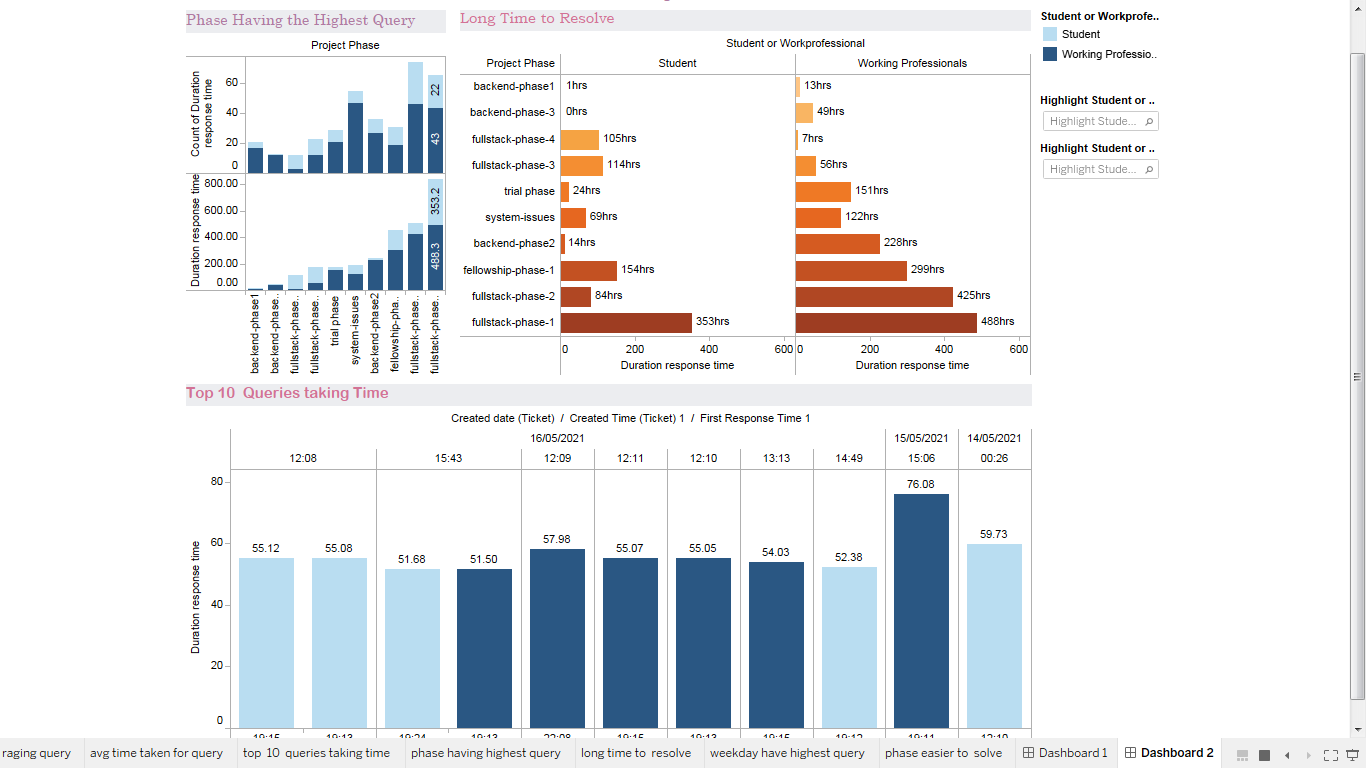 Phase Having the Highest Query
Long Time to Resolve
Project Phase
Count of Duration response time
60
40
20
0
22
43
Duration response time
800.00
600.00
400.00
200.00
0.00
353.2
488.3
backend-phase1
backend-phase..
fullstack-phase..
fullstack-phase..
trial phase
system-issues
backend-phase2
fellowship-pha..
fullstack-phase..
fullstack-phase..
Student or Workprofessional
Project Phase Student Working Professionals
backend-phase1 1hrs 13hrs
backend-phase-3 0hrs 49hrs
fullstack-phase-4 105hrs 7hrs
fullstack-phase-3 114hrs 56hrs
trial phase 24hrs 151hrs
system-issues 69hrs 122hrs
backend-phase2 14hrs 228hrs
fellowship-phase-1 154hrs 299hrs
fullstack-phase-2 84hrs 425hrs
fullstack-phase-1 353hrs 488hrs
0 200 400 600 0 200 400 600
Duration response time Duration response time
Student or Workprofe..
Student
Working Professio..
Highlight Student or ..
Highlight Stude...
Highlight Student or ..
Highlight Stude...
Top 10 Queries taking Time
Created date (Ticket) / Created Time (Ticket) 1 / First Response Time 1
16/05/2021 15/05/2021 14/05/2021
12:08 15:43 12:09 12:11 12:10 13:13 14:49 15:06 00:26
Duration response time
80
60
40
20
0
55.12 55.08 51.68 51.50 57.98 55.07 55.05 54.03 52.38 76.08 59.73
raging query avg time taken for query top 10 queries taking time phase having highest query long time to resolve weekday have highest query phase easier to solve Dashboard 1 Dashboard 2